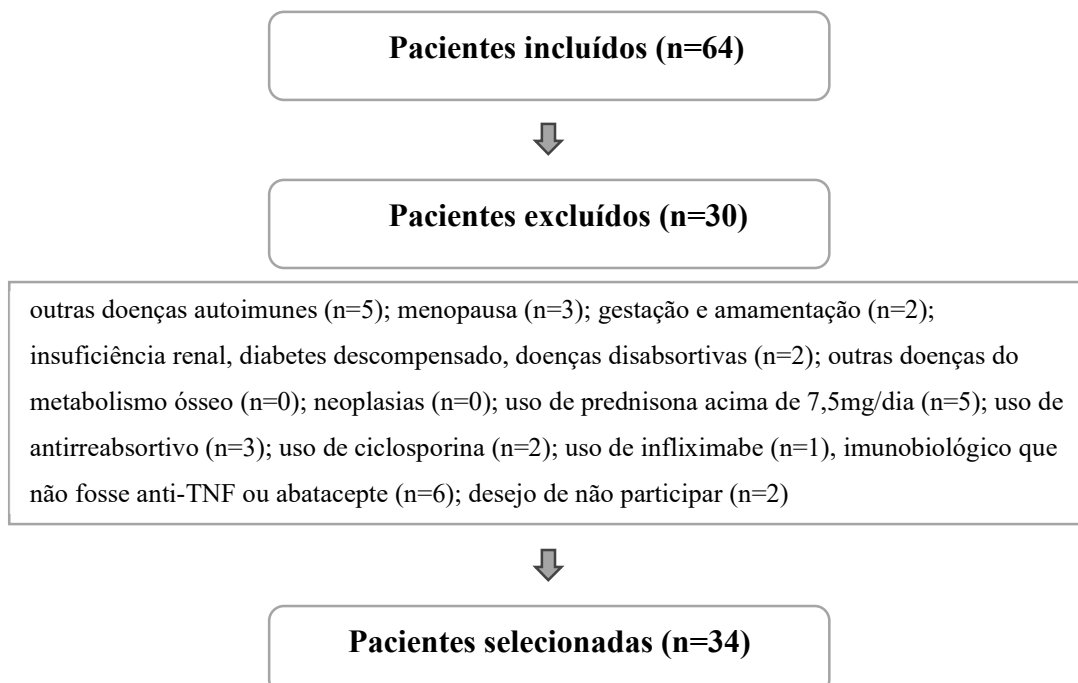 Pacientes incluídos (n=64)
Pacientes excluídos (n=30)
outras doenças autoimunes (n=5); menopausa (n=3); gestação e amamentação (n=2);
insuficiência renal, diabetes descompensado, doenças disabsortivas (n=2); outras doenças do
metabolismo ósseo (n=0); neoplasias (n=0); uso de prednisona acima de 7,5mg/dia (n=5); uso de
antirreabsortivo (n=3); uso de ciclosporina (n=2); uso de infliximabe (n=1), imunobiológico que
não fosse anti-TNF ou abatacepte (n=6); desejo de não participar (n=2)
Pacientes selecionadas (n=34)